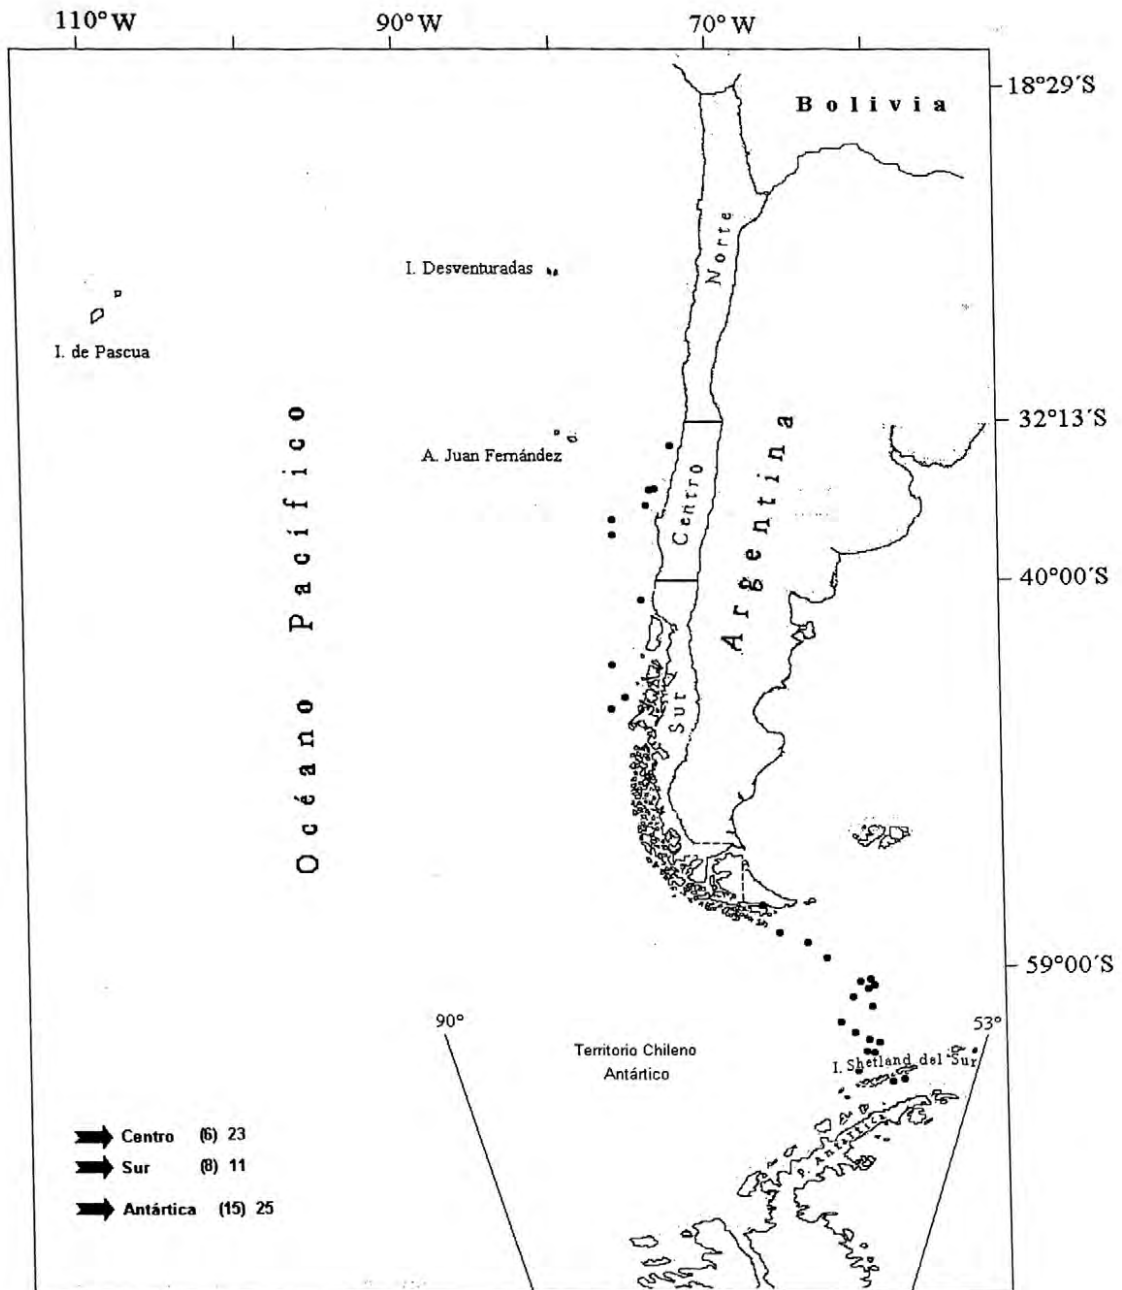 110°W 90°W 70°W
18°29´S
Bolivia
Norte
I. Desventuradas
I. de Pascua
32°13´S
A. Juan Fernández
Centro
Argentina
Océano Pacífico
40°00´S
Sur
59°00´S
90° 53°
Territorio Chileno
Antártico
I. Shetland del Sur
P. Antártica
Centro (6) 23
Sur (8) 11
Antártica (15) 25